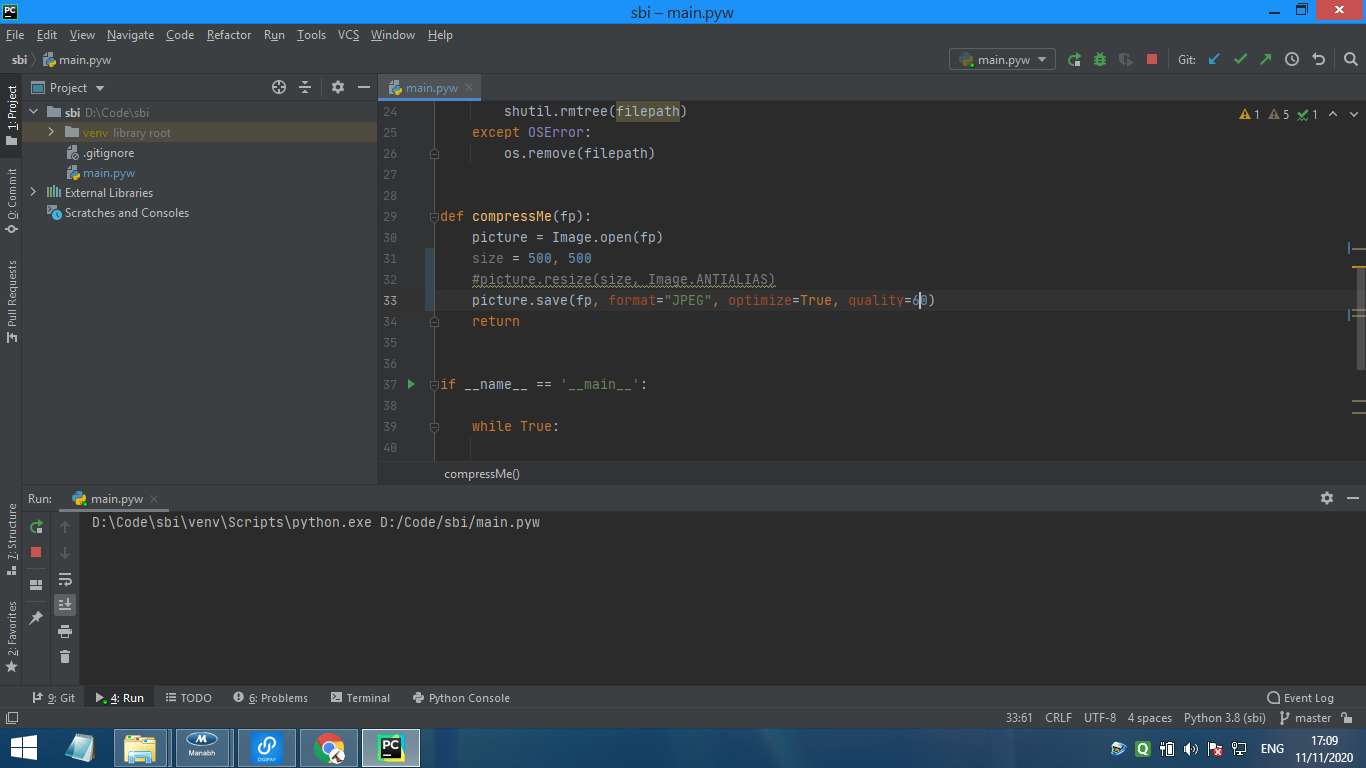 sbi – main.pyw
File Edit View Navigate Code Refactor Run Tools VCS Window Help
sbi main.pyw
main.pyw
Git:
Project
main.pyw
1: Project
0: Commit
Pull Requests
7: Structure
2: Favorites
sbi D:\Code\sbi
venv library root
.gitignore
main.pyw
External Libraries
Scratches and Consoles
1 5 1
24 shutil.rmtree(filepath)
25 except OSError:
26 os.remove(filepath)
27
28
29 def compressMe(fp):
30 picture = Image.open(fp)
31 size = 500, 500
32 #picture.resize(size, Image.ANTIALIAS)
33 picture.save(fp, format="JPEG", optimize=True, quality=60)
34 return
35
36
37 if __name__ == '__main__':
38
39 while True:
40
compressMe()
Run: main.pyw
D:\Code\sbi\venv\Scripts\python.exe D:/Code/sbi/main.pyw
9: Git 4: Run TODO 6: Problems Terminal Python Console Event Log
33:61 CRLF UTF-8 4 spaces Python 3.8 (sbi) master
Manabh
DIGIPAY
PC
ENG
17:09
11/11/2020